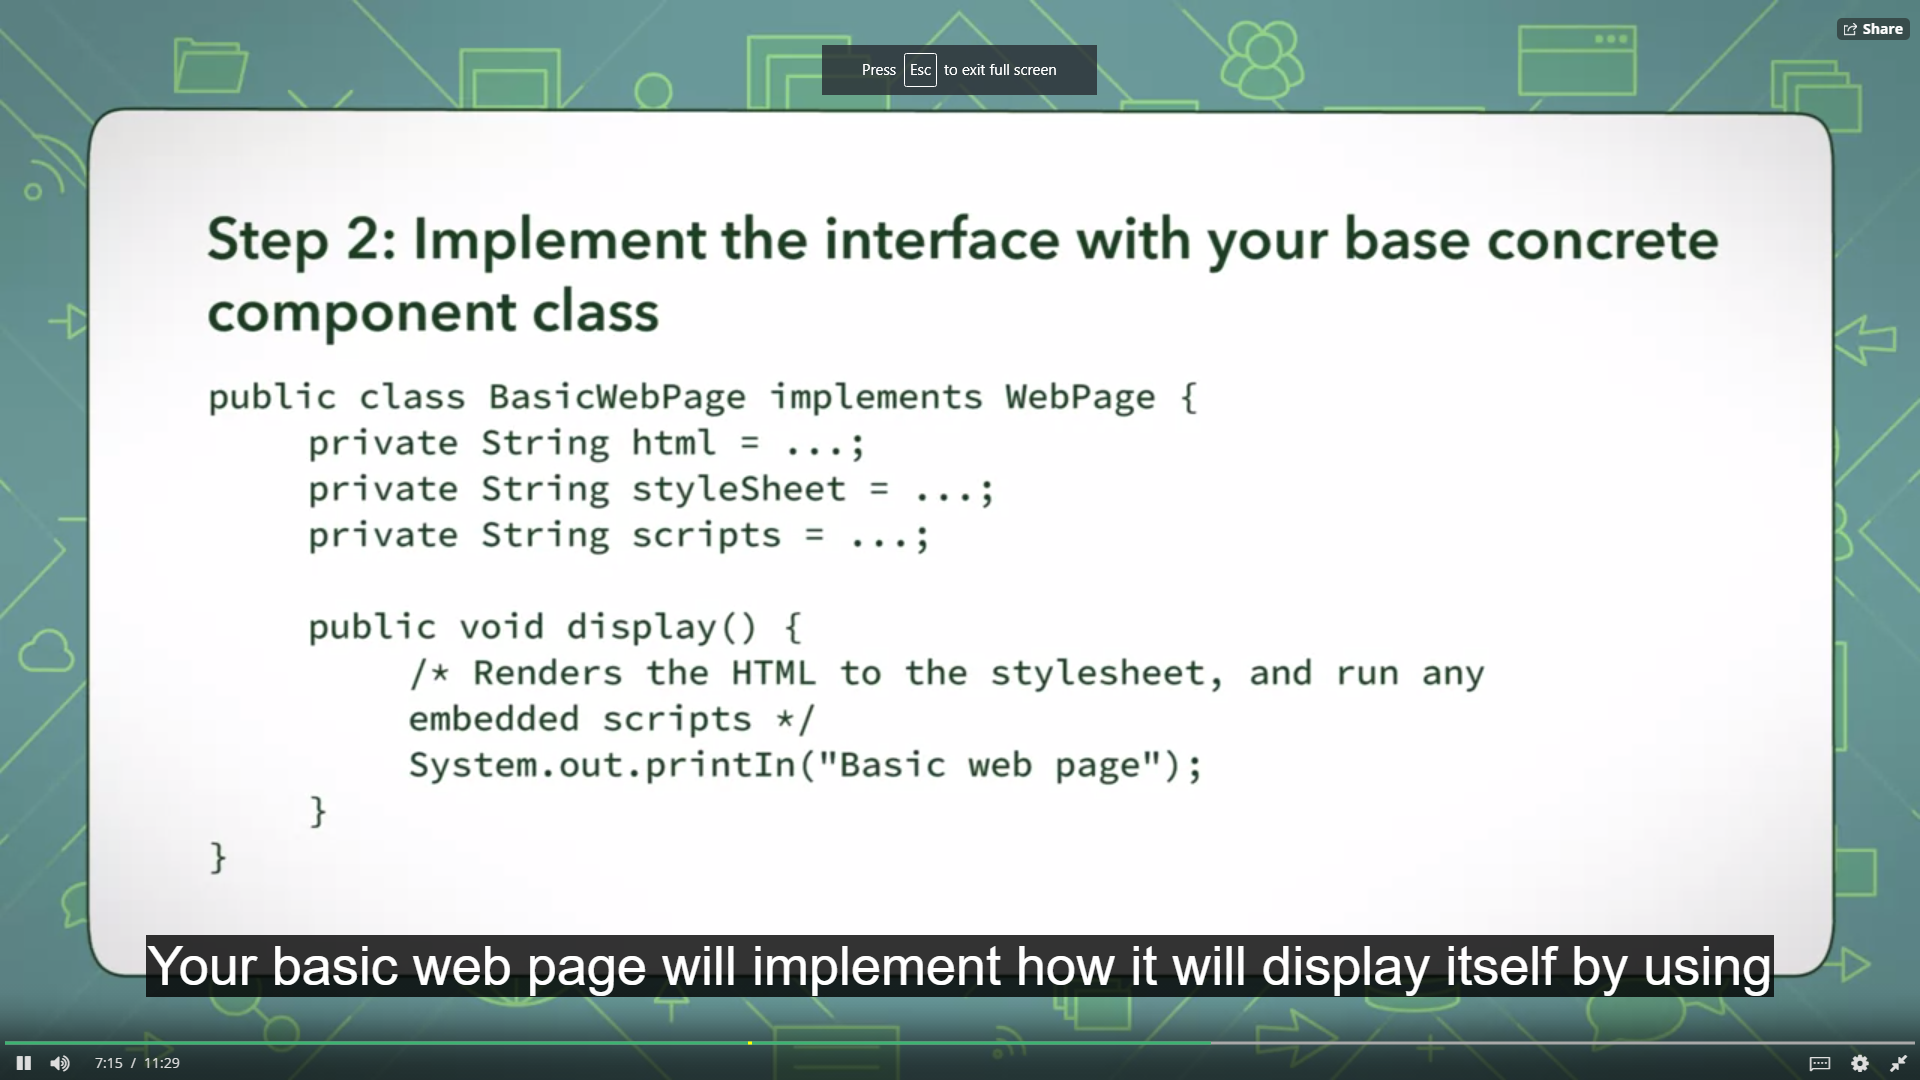 Share
Press Esc to exit full screen
Step 2: Implement the interface with your base concrete
component class
public class BasicWebPage implements WebPage {
private String html = ...;
private String styleSheet = ...;
private String scripts = ...;
public void display() {
/* Renders the HTML to the stylesheet, and run any
embedded scripts */
System.out.printIn("Basic web page");
}
}
Your basic web page will implement how it will display itself by using
7:15 / 11:29